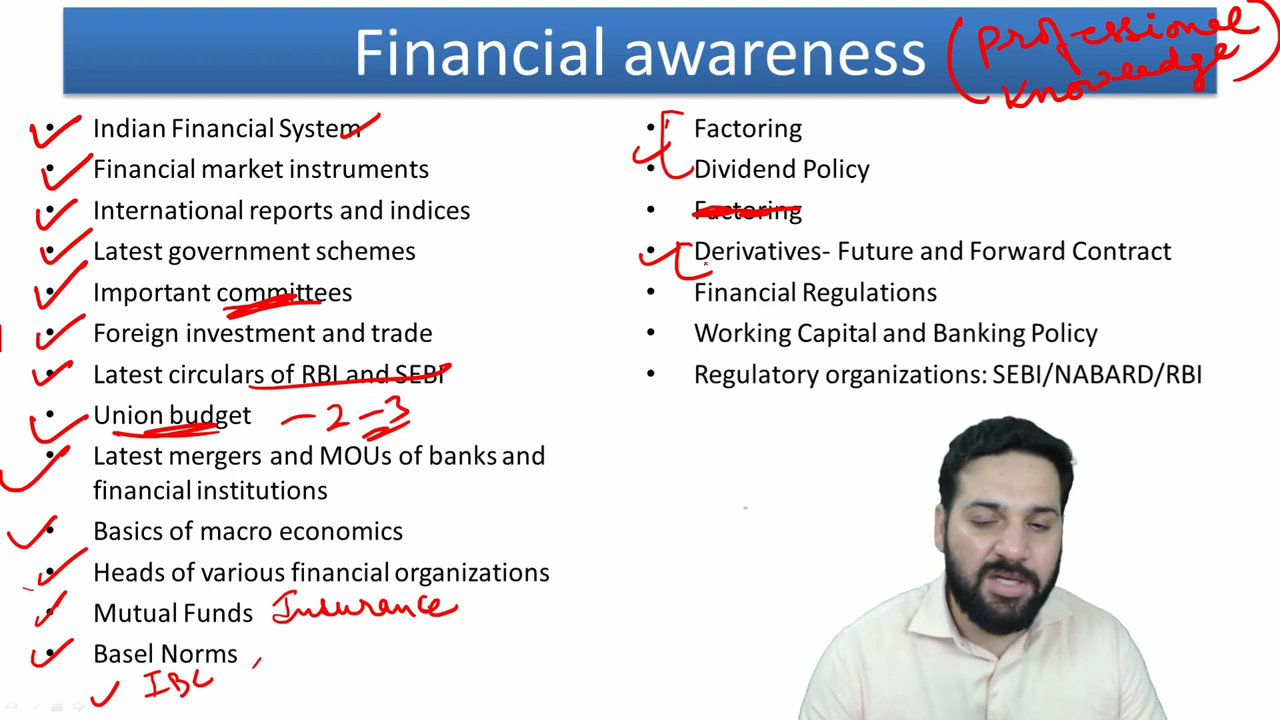 Financial awareness (Professional
Knowledge)
Indian Financial System
Financial market instruments
International reports and indices
Latest government schemes
Important committees
Foreign investment and trade
Latest circulars of RBI and SEBI
Union budget - 2 - 3
Latest mergers and MOUs of banks and
financial institutions
Basics of macro economics
Heads of various financial organizations
Mutual Funds Insurance
Basel Norms
IBC
Factoring
Dividend Policy
Factoring
Derivatives- Future and Forward Contract
Financial Regulations
Working Capital and Banking Policy
Regulatory organizations: SEBI/NABARD/RBI